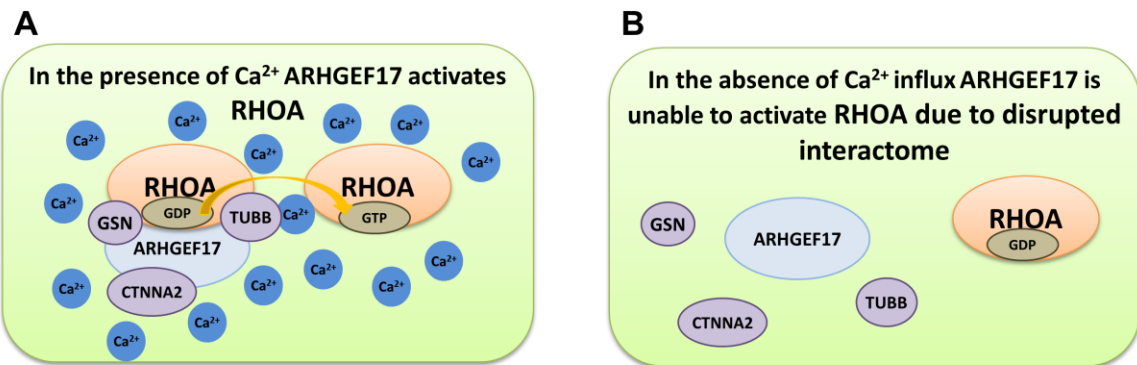 A
In the presence of Ca²⁺ ARHGEF17 activates
RHOA
Ca²⁺
Ca²⁺
Ca²⁺
Ca²⁺
Ca²⁺
Ca²⁺
RHOA
RHOA
Ca²⁺
GSN
GDP
TUBB
Ca²⁺
GTP
ARHGEF17
Ca²⁺
Ca²⁺
Ca²⁺
CTNNA2
Ca²⁺
Ca²⁺
Ca²⁺
Ca²⁺
B
In the absence of Ca²⁺ influx ARHGEF17 is
unable to activate RHOA due to disrupted
interactome
GSN
ARHGEF17
RHOA
GDP
TUBB
CTNNA2